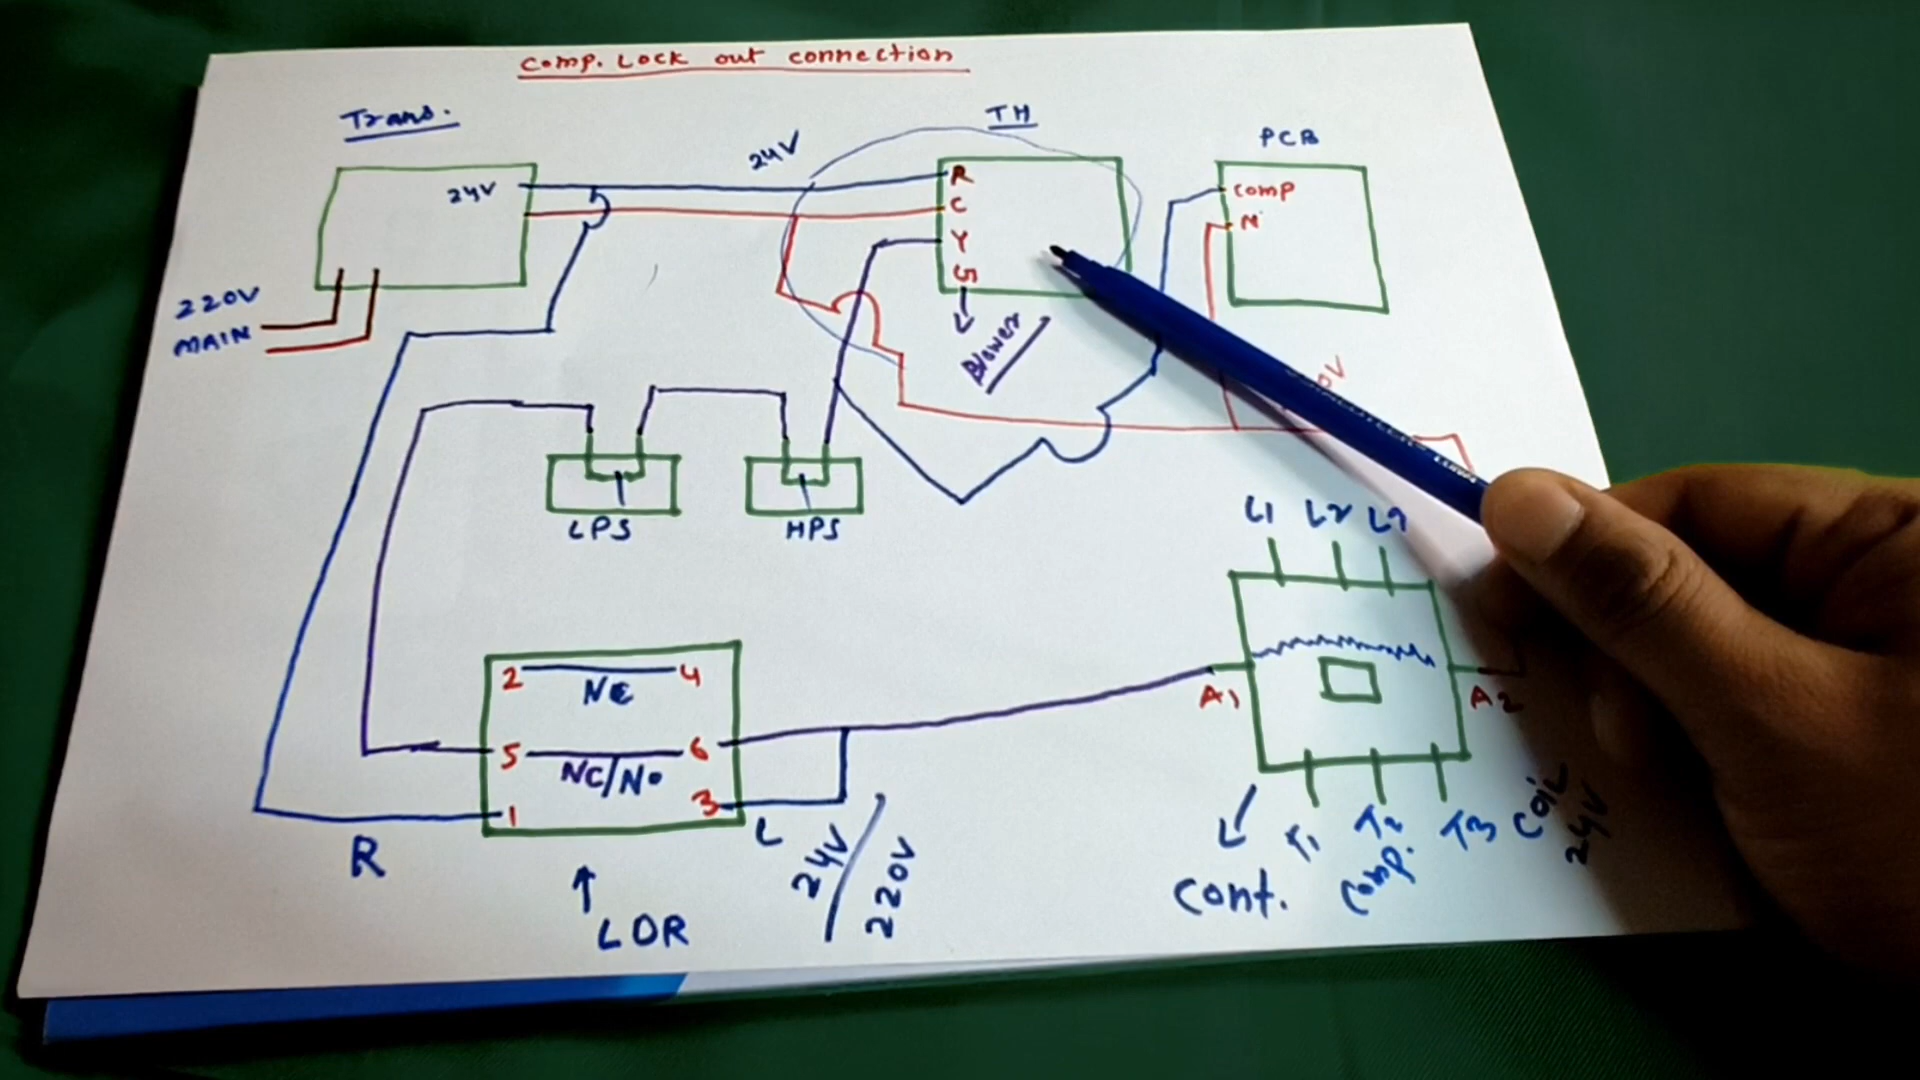 Comp. Lock out connection
Trans.
TH
PCB
24V
24V
R
C
Y
G
Comp
N
220V
MAIN
Blower
0V
LPS
HPS
L1 L2 L3
2 4
NC
5 6
NC/NO
1 3
A1 A2
R
L
24V/220V
LOR
T1 T2 T3
Cont.
Comp.
Coil
24V